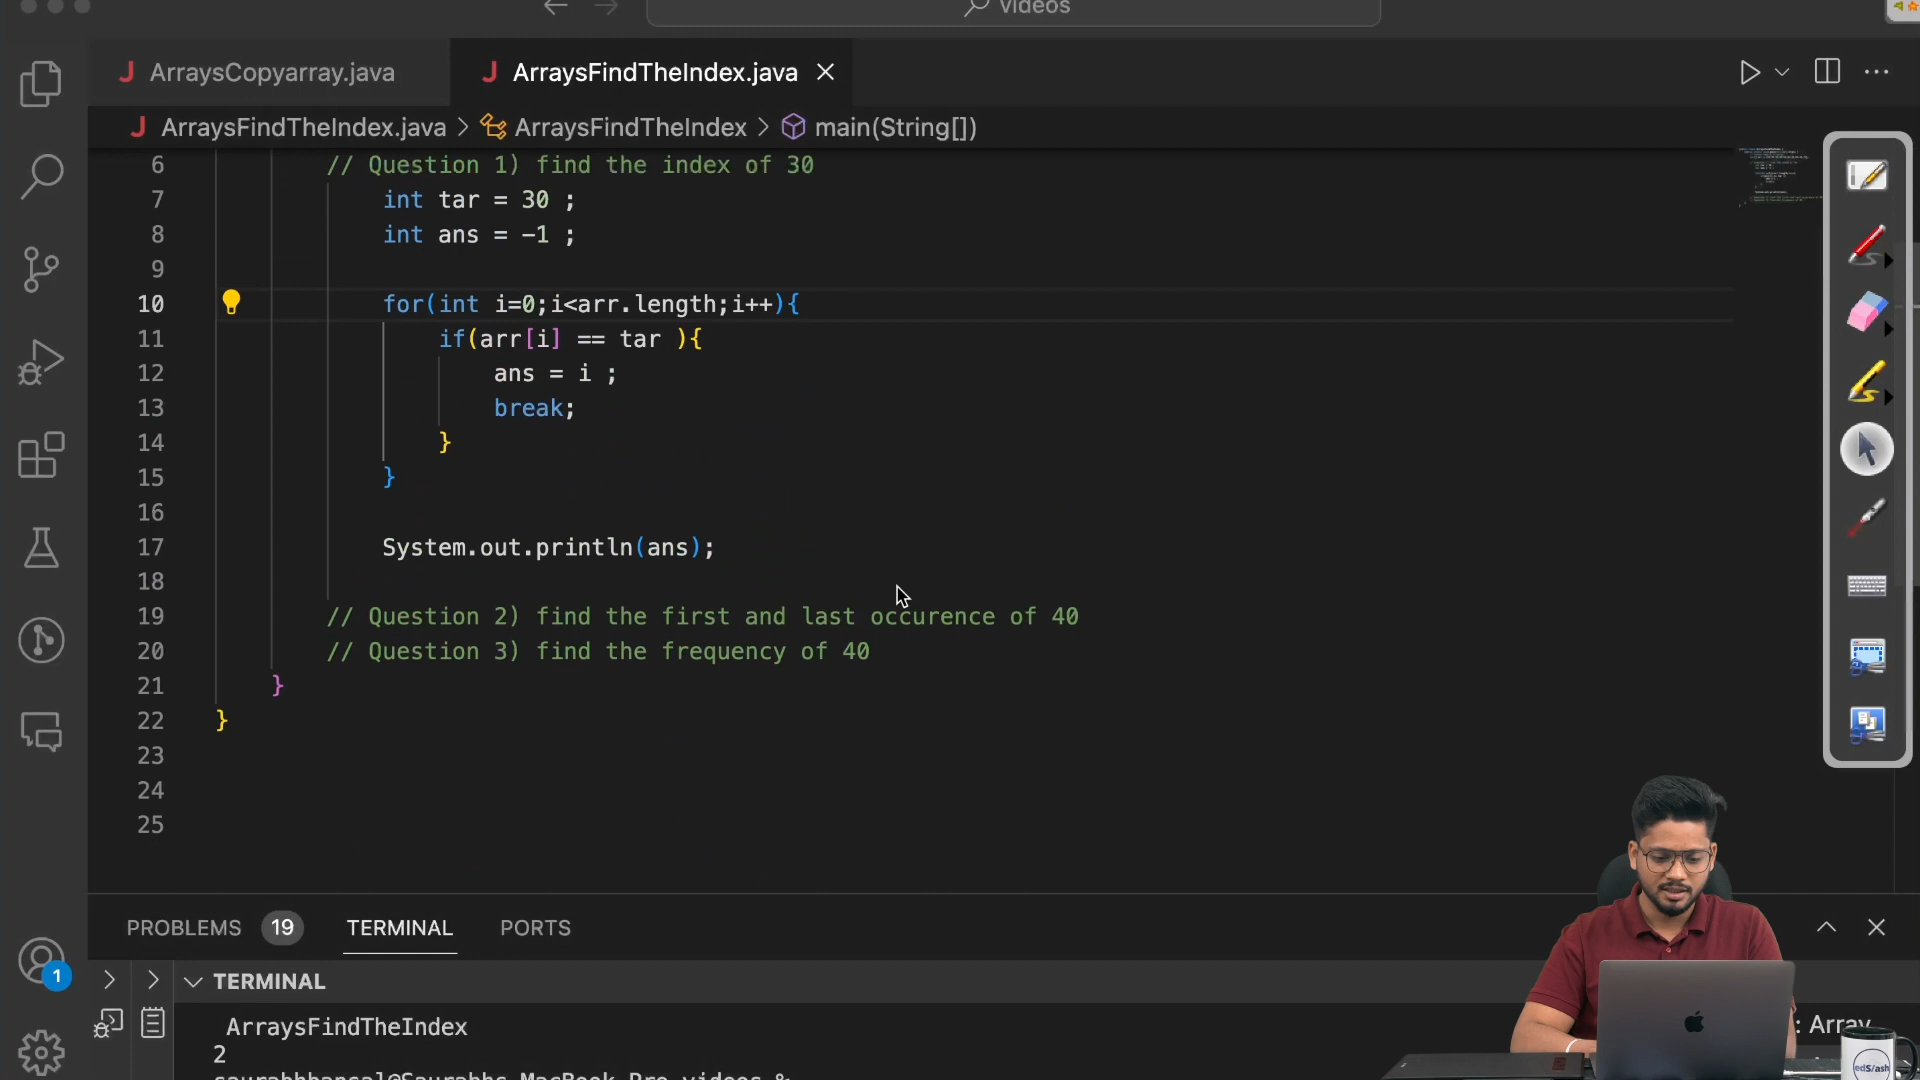 videos
ArraysCopyarray.java
ArraysFindTheIndex.java
ArraysFindTheIndex.java > ArraysFindTheIndex > main(String[])
6 // Question 1) find the index of 30
7 int tar = 30 ;
8 int ans = -1 ;
9
10 for(int i=0;i<arr.length;i++){
11 if(arr[i] == tar ){
12 ans = i ;
13 break;
14 }
15 }
16
17 System.out.println(ans);
18
19 // Question 2) find the first and last occurence of 40
20 // Question 3) find the frequency of 40
21 }
22 }
23
24
25
PROBLEMS 19 TERMINAL PORTS
1
TERMINAL
ArraysFindTheIndex
: Array
2
edSlash